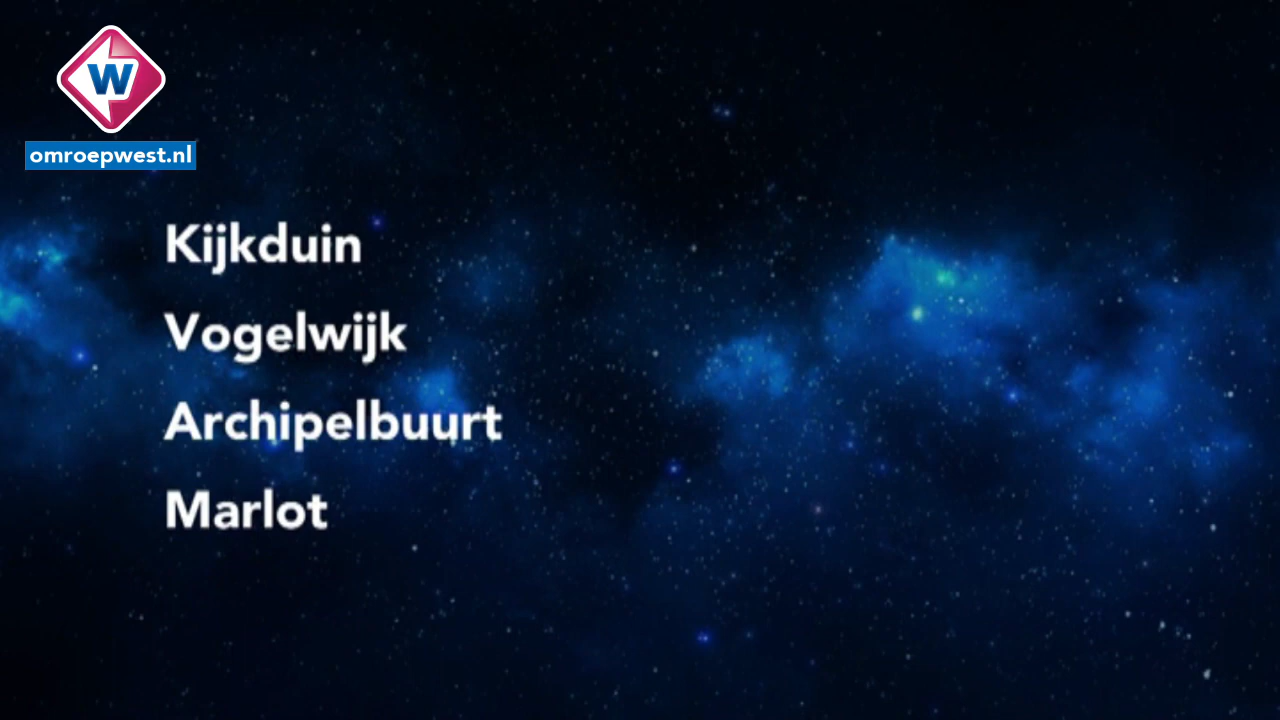 W
omroepwest.nl
Kijkduin
Vogelwijk
Archipelbuurt
Marlot